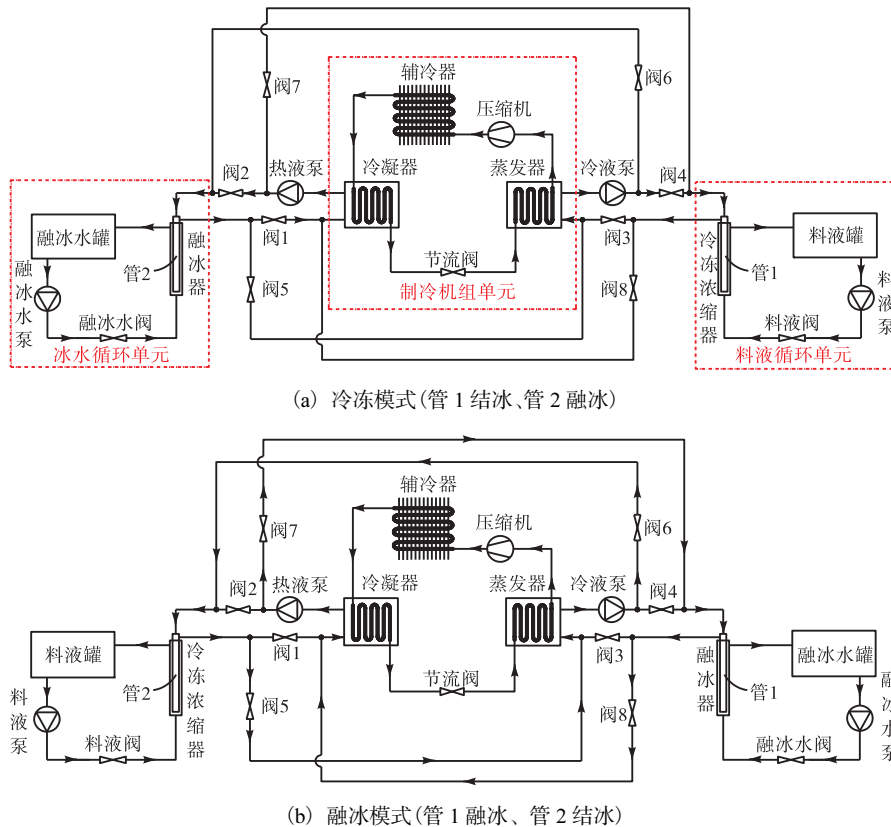 阀7
辅冷器
阀6
压缩机
阀2
热液泵
冷凝器
蒸发器
冷液泵
阀4
融冰水罐
融冰器
管2
阀1
阀3
冷冻浓缩器
料液罐
管1
融冰水泵
融冰水阀
阀5
节流阀
阀8
料液阀
料液泵
制冷机组单元
冰水循环单元
料液循环单元
(a) 冷冻模式(管 1 结冰、管 2 融冰)
辅冷器
阀7
压缩机
阀6
阀2
热液泵
冷凝器
蒸发器
冷液泵
阀4
料液罐
冷冻浓缩器
管2
阀1
阀3
融冰器
融冰水罐
管1
料液泵
料液阀
阀5
节流阀
阀8
融冰水阀
融冰水泵
(b) 融冰模式(管 1 融冰、管 2 结冰)